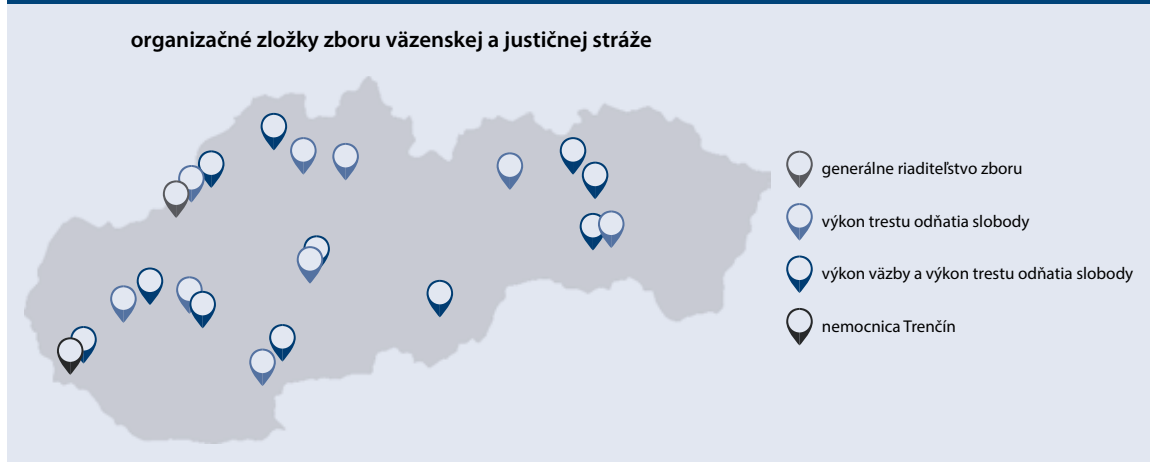 organizačné zložky zboru väzenskej a justičnej stráže
generálne riaditeľstvo zboru
výkon trestu odňatia slobody
výkon väzby a výkon trestu odňatia slobody
nemocnica Trenčín